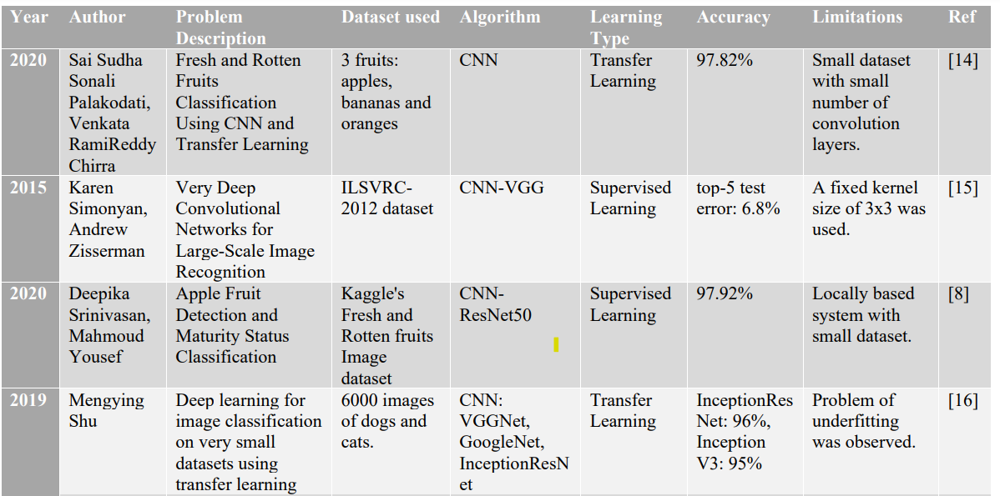 Year Author Problem Description Dataset used Algorithm Learning Type Accuracy Limitations Ref
2020
Sai Sudha
Sonali
Palakodati,
Venkata
RamiReddy
Chirra
Fresh and Rotten
Fruits
Classification
Using CNN and
Transfer Learning
3 fruits:
apples,
bananas and
oranges
CNN
Transfer
Learning
97.82%
Small dataset
with small
number of
convolution
layers.
[14]
2015
Karen
Simonyan,
Andrew
Zisserman
Very Deep
Convolutional
Networks for
Large-Scale Image
Recognition
ILSVRC-
2012 dataset
CNN-VGG
Supervised
Learning
top-5 test
error: 6.8%
A fixed kernel
size of 3x3 was
used.
[15]
2020
Deepika
Srinivasan,
Mahmoud
Yousef
Apple Fruit
Detection and
Maturity Status
Classification
Kaggle's
Fresh and
Rotten fruits
Image
dataset
CNN-
ResNet50
Supervised
Learning
97.92%
Locally based
system with
small dataset.
[8]
2019
Mengying
Shu
Deep learning for
image classification
on very small
datasets using
transfer learning
6000 images
of dogs and
cats.
CNN:
VGGNet,
GoogleNet,
InceptionResN
et
Transfer
Learning
InceptionRes
Net: 96%,
Inception
V3: 95%
Problem of
underfitting
was observed.
[16]